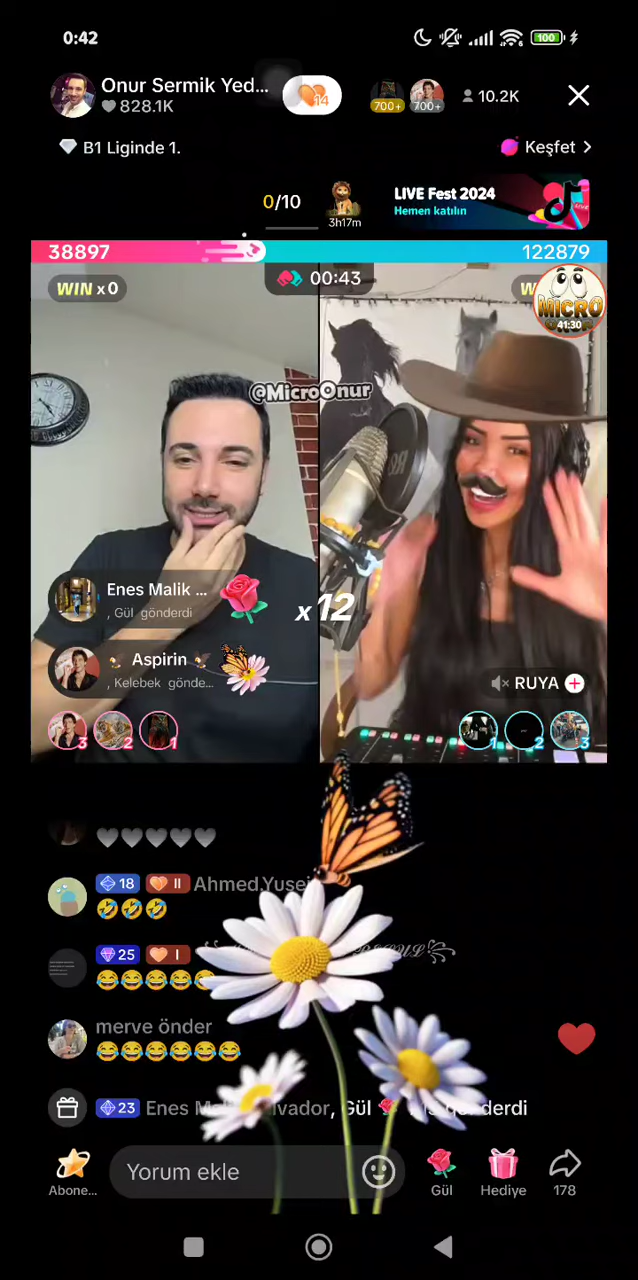 0:42
100
Onur Sermik Yed...
828.1K
14
700+
700+
10.2K
B1 Liginde 1.
Keşfet
0/10
3h17m
LIVE Fest 2024
Hemen katılın
38897
122879
WIN x0
00:43
W
MICRO
41:30
@MicroOnur
Enes Malik ...
, Gül gönderdi
x12
Aspirin
, Kelebek gönde...
RUYA
3
2
1
1
2
3
18
II
Ahmed.Yusei
25
I
merve önder
23
Gül
gönderdi
Abone...
Yorum ekle
Gül
Hediye
178